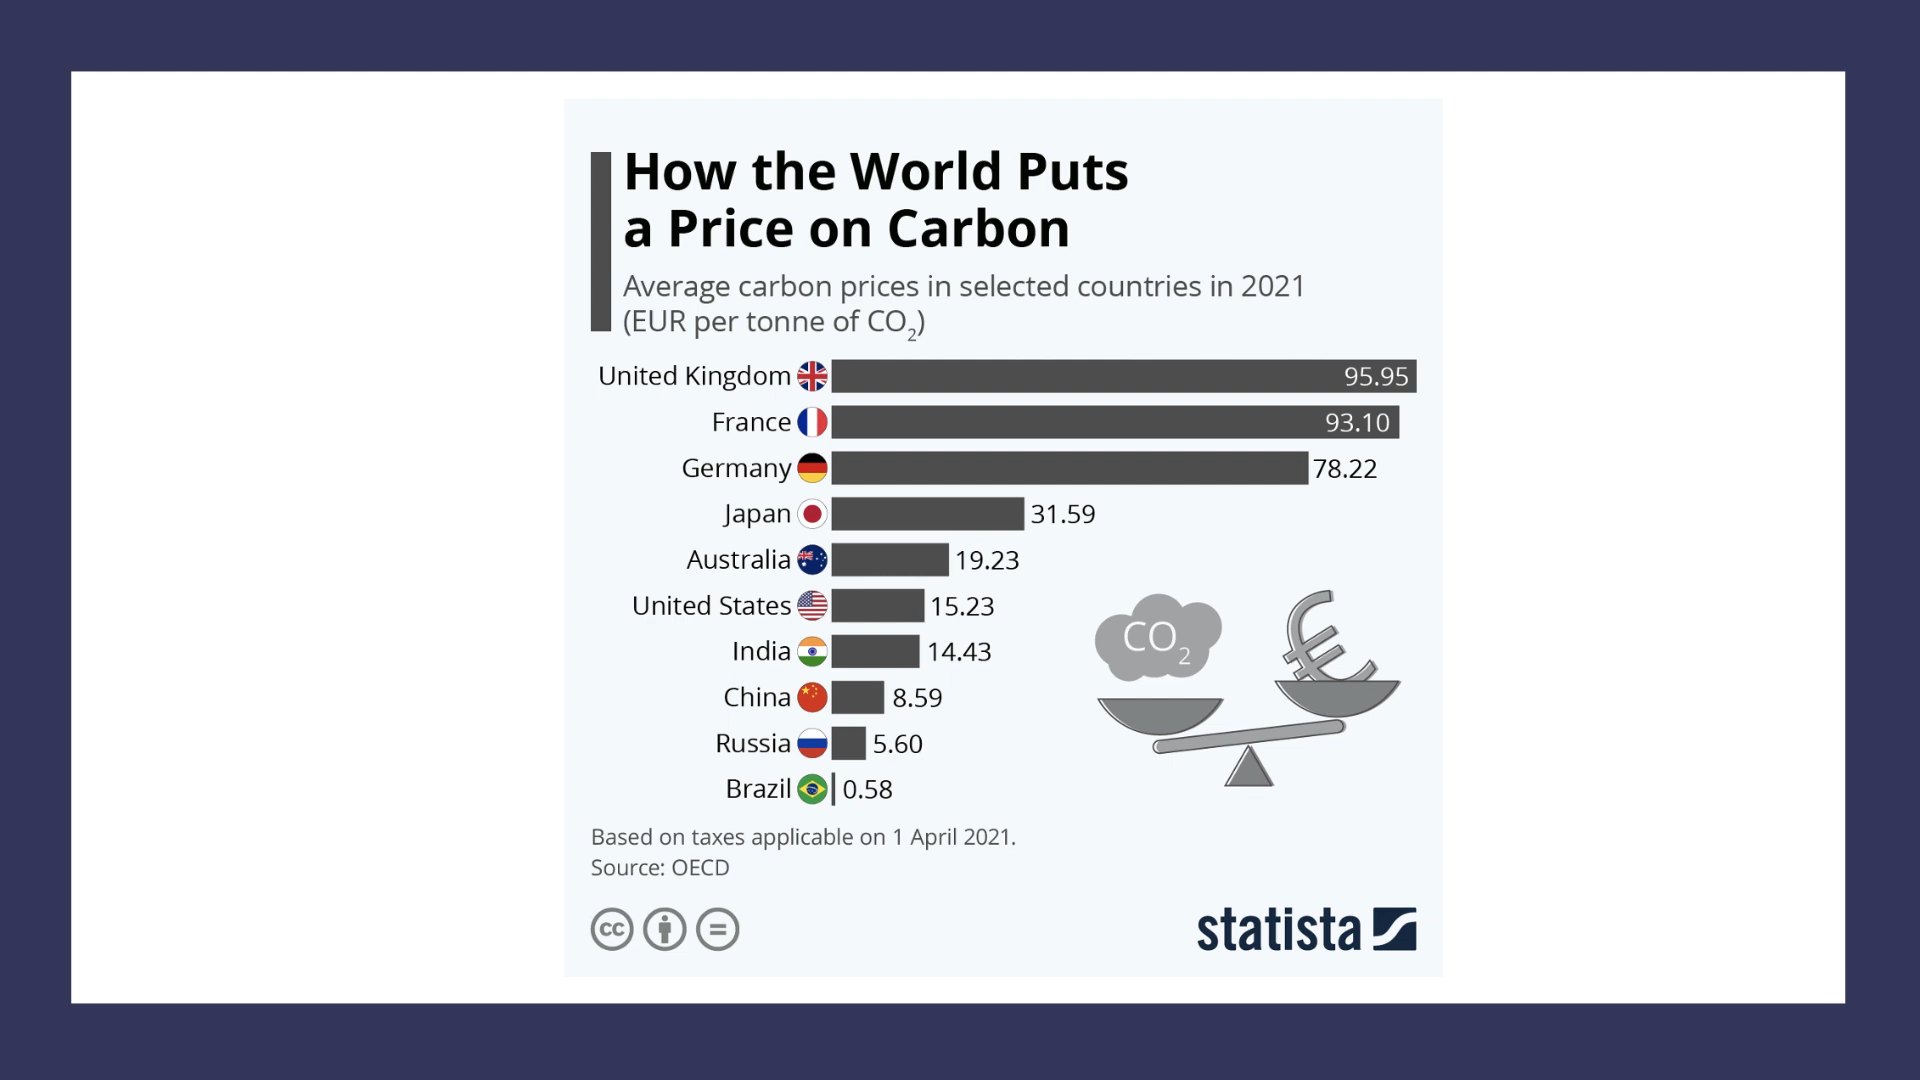 How the World Puts
a Price on Carbon
Average carbon prices in selected countries in 2021
(EUR per tonne of CO₂)
United Kingdom 95.95
France 93.10
Germany 78.22
Japan 31.59
Australia 19.23
United States 15.23
India 14.43
China 8.59
Russia 5.60
Brazil 0.58
CO₂
€
Based on taxes applicable on 1 April 2021.
Source: OECD
cc
statista